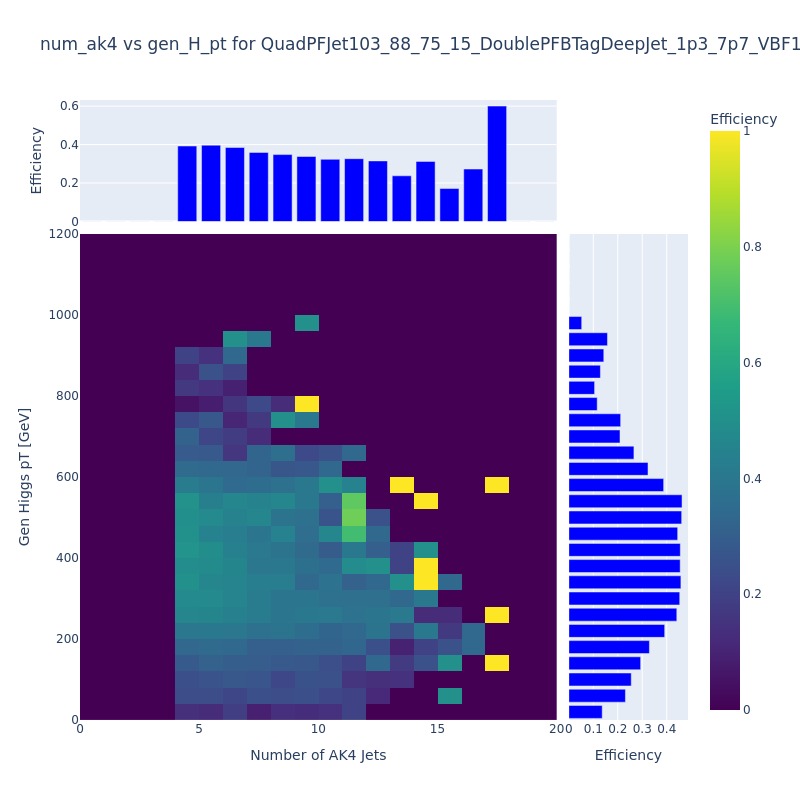 num_ak4 vs gen_H_pt for QuadPFJet103_88_75_15_DoublePFBTagDeepJet_1p3_7p7_VBF1
Efficiency
0.6
0.4
0.2
0
Efficiency
1
0.8
0.6
0.4
0.2
0
Gen Higgs pT [GeV]
1200
1000
800
600
400
200
0
0 5 10 15 20
Number of AK4 Jets
0 0.1 0.2 0.3 0.4
Efficiency